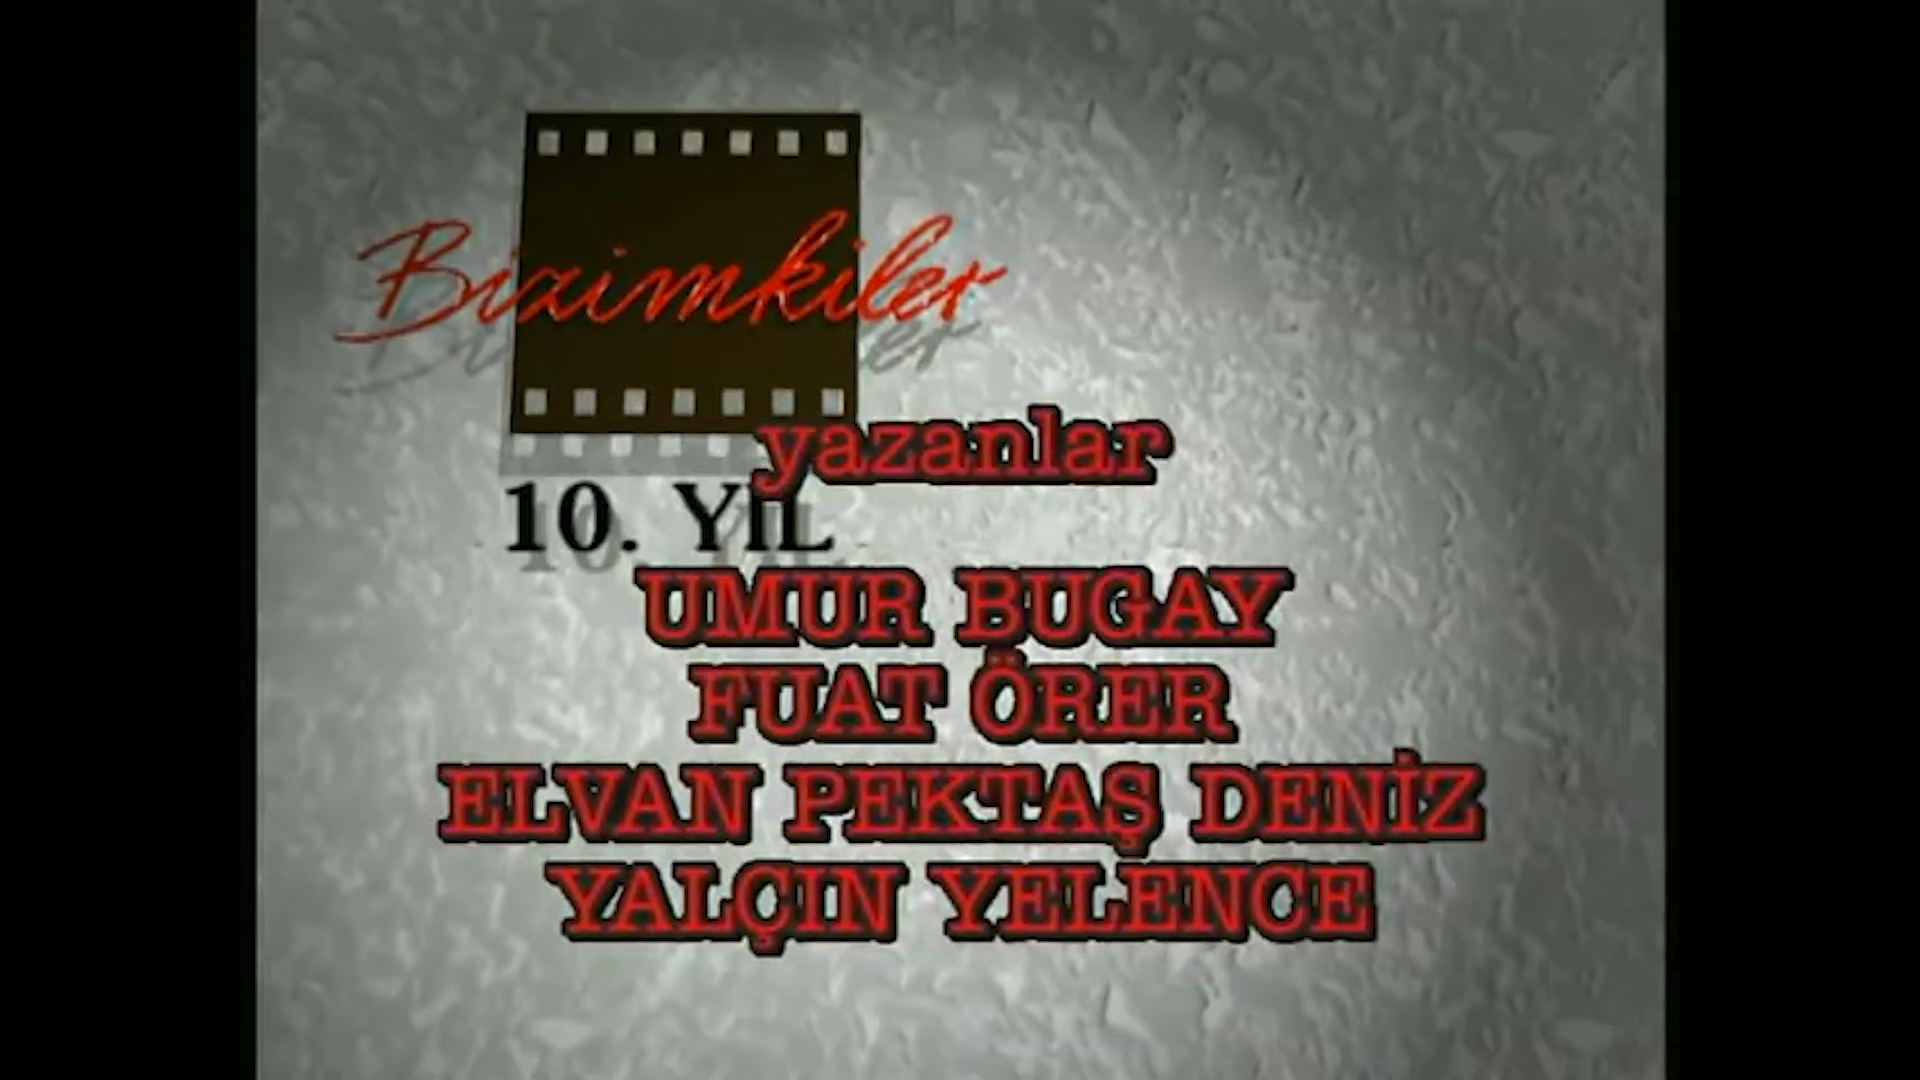 Bizimkiler
yazanlar
10. YIL
UMUR BUGAY
FUAT ÖRER
ELVAN PEKTAŞ DENİZ
YALÇIN YELENCE